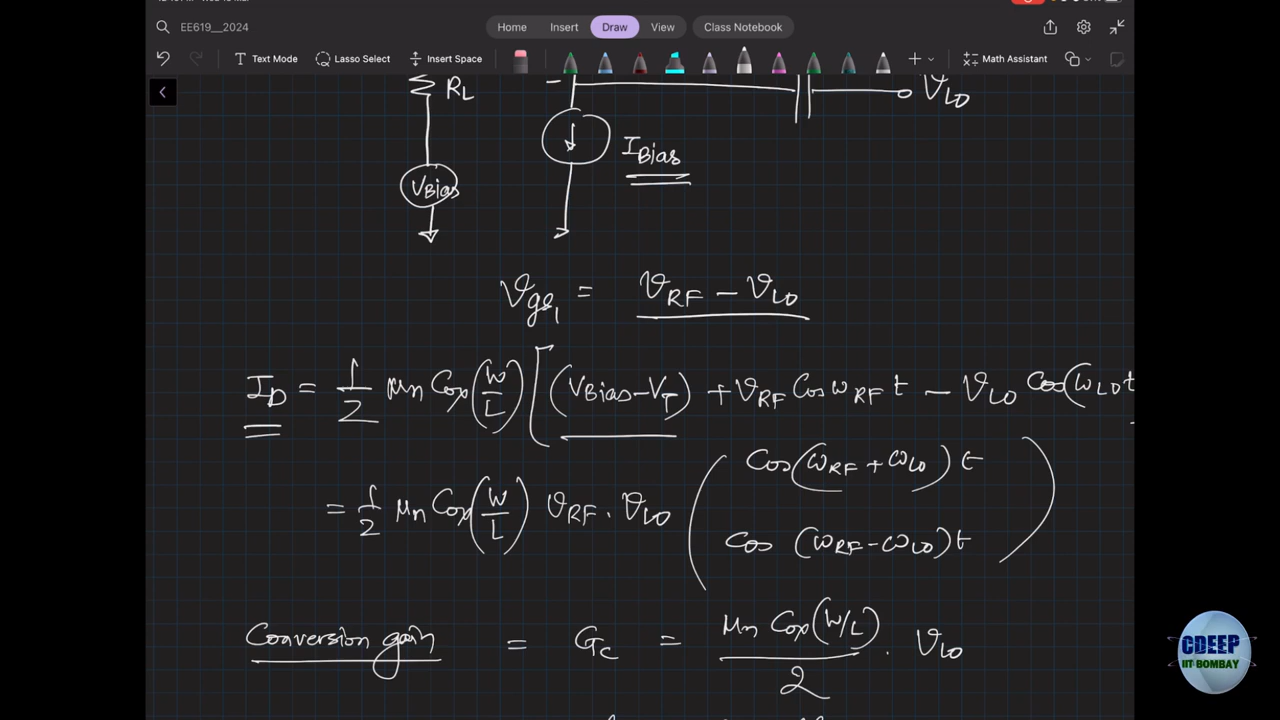 EE619__2024
Home Insert Draw View Class Notebook
Text Mode Lasso Select Insert Space Math Assistant
R_L
V_LO
I_Bias
V_Bias
V_gs1 = V_RF - V_LO
I_D = 1/2 μn Cox (W/L) [ (V_Bias - V_T) + V_RF Cos ω_RF t - V_LO Cos(ω_LO t
= 1/2 μn Cox (W/L) V_RF . V_LO ( Cos(ω_RF + ω_LO) t
Cos (ω_RF - ω_LO) t )
Conversion gain = G_C = μn Cox (W/L) / 2 . V_LO
CDEEP
IIT BOMBAY